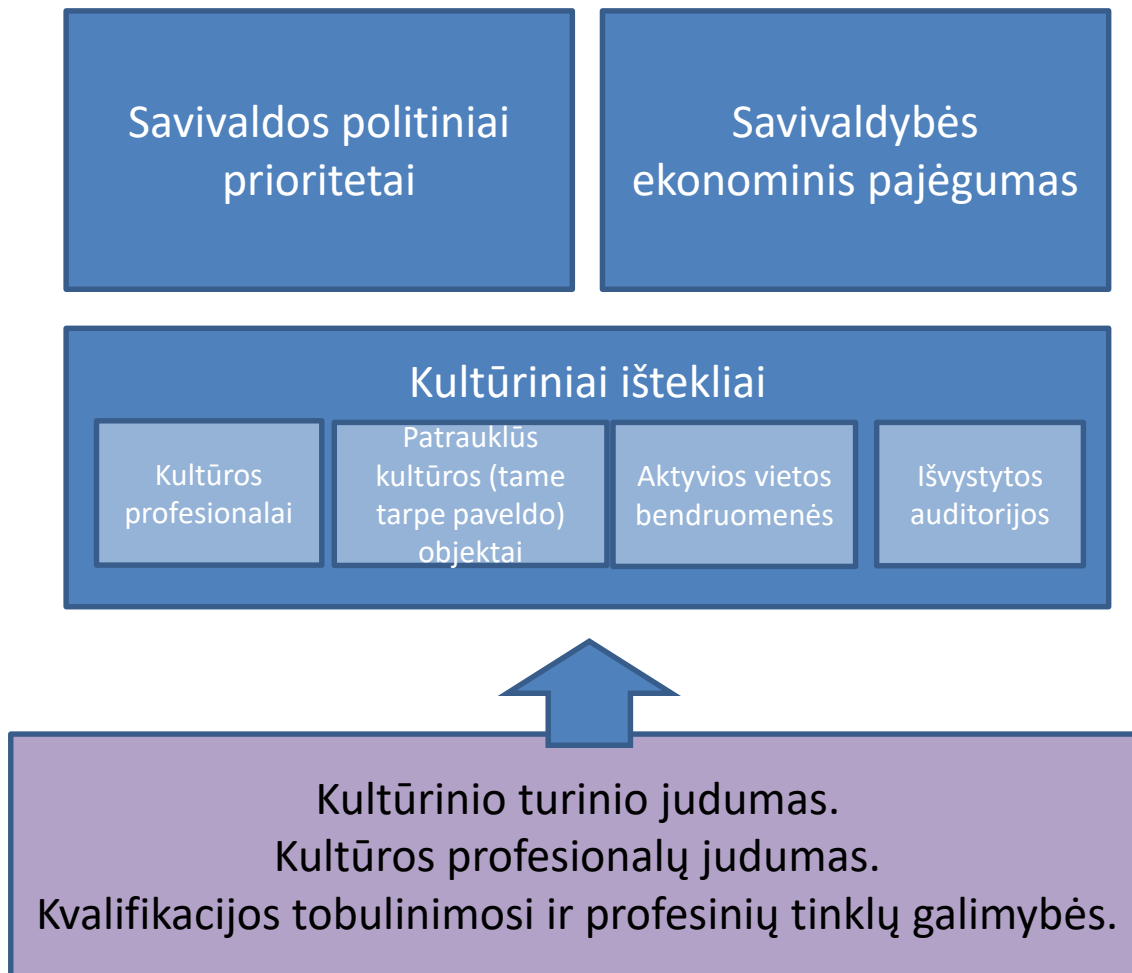 Savivaldos politiniai
prioritetai
Savivaldybės
ekonominis pajėgumas
Kultūriniai ištekliai
Kultūros
profesionalai
Patrauklūs
kultūros (tame
tarpe paveldo)
objektai
Aktyvios vietos
bendruomenės
Išvystytos
auditorijos
Kultūrinio turinio judumas.
Kultūros profesionalų judumas.
Kvalifikacijos tobulinimosi ir profesinių tinklų galimybės.